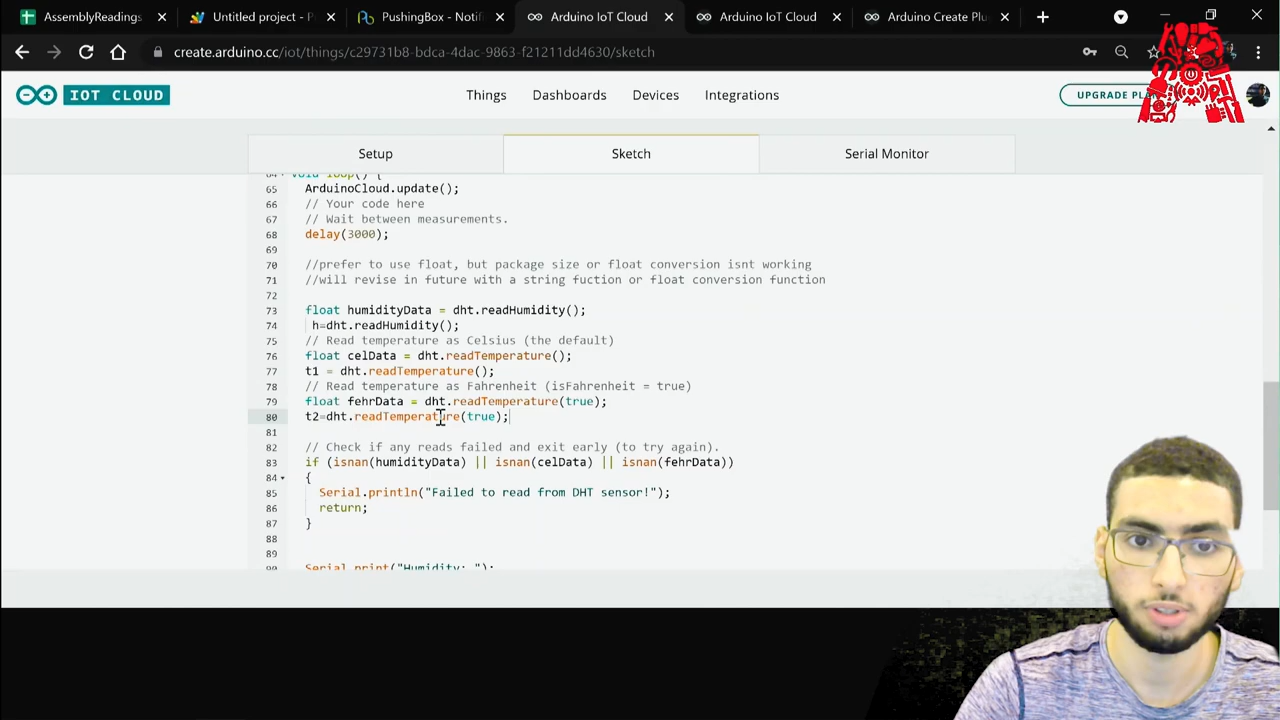 AssemblyReadings
Untitled project - P
PushingBox - Notifi
Arduino IoT Cloud
Arduino IoT Cloud
Arduino Create Plu
create.arduino.cc/iot/things/c29731b8-bdca-4dac-9863-f21211dd4630/sketch
IOT CLOUD
Things
Dashboards
Devices
Integrations
UPGRADE PL
Setup
Sketch
Serial Monitor
64 void loop() {
65 ArduinoCloud.update();
66 // Your code here
67 // Wait between measurements.
68 delay(3000);
69
70 //prefer to use float, but package size or float conversion isnt working
71 //will revise in future with a string fuction or float conversion function
72
73 float humidityData = dht.readHumidity();
74 h=dht.readHumidity();
75 // Read temperature as Celsius (the default)
76 float celData = dht.readTemperature();
77 t1 = dht.readTemperature();
78 // Read temperature as Fahrenheit (isFahrenheit = true)
79 float fehrData = dht.readTemperature(true);
80 t2=dht.readTemperature(true);
81
82 // Check if any reads failed and exit early (to try again).
83 if (isnan(humidityData) || isnan(celData) || isnan(fehrData))
84 {
85 Serial.println("Failed to read from DHT sensor!");
86 return;
87 }
88
89
90 Serial.print("Humidity: ");